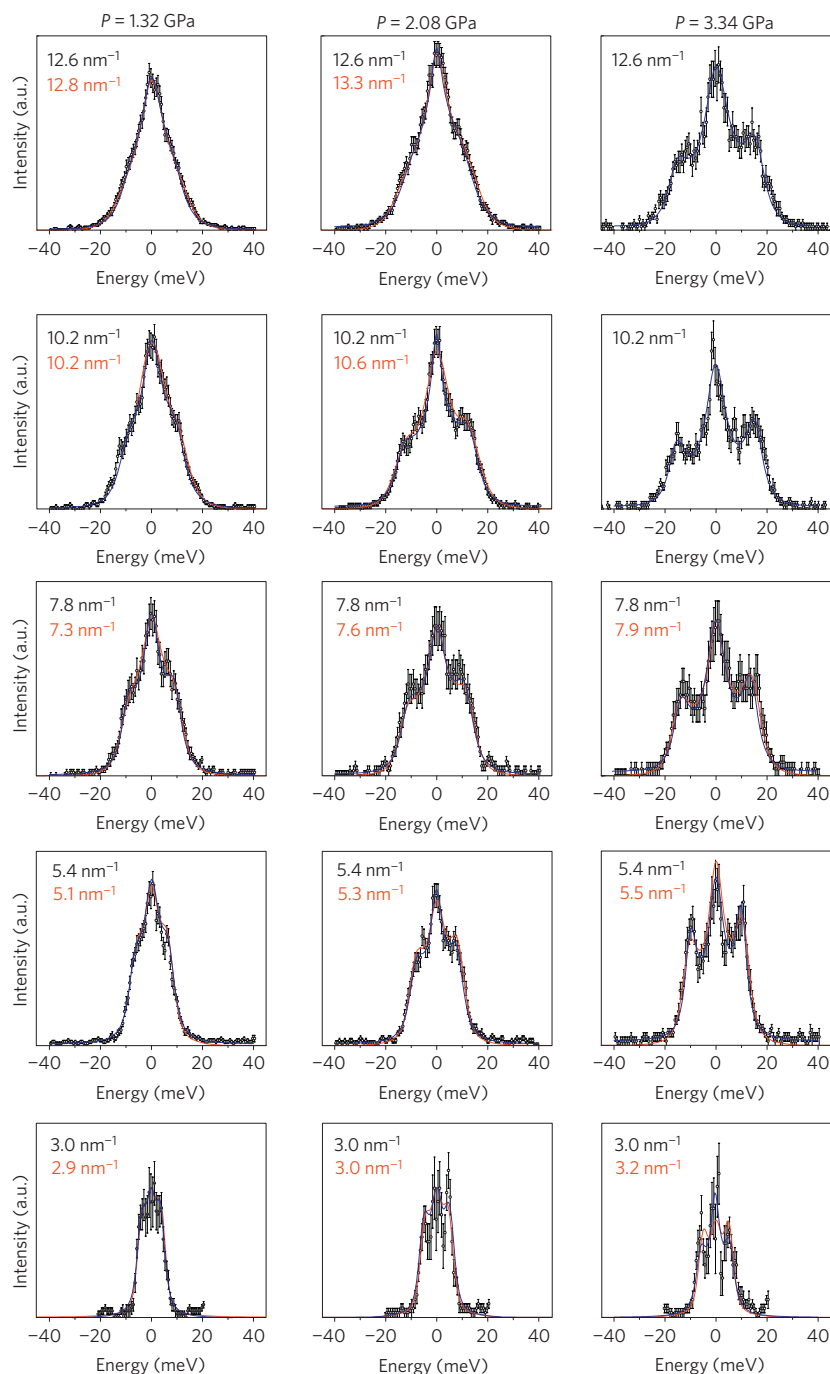 P = 1.32 GPa P = 2.08 GPa P = 3.34 GPa
12.6 nm⁻¹ 12.6 nm⁻¹ 12.6 nm⁻¹
12.8 nm⁻¹ 13.3 nm⁻¹
Intensity (a.u.)
−40 −20 0 20 40 −40 −20 0 20 40 −40 −20 0 20 40
Energy (meV) Energy (meV) Energy (meV)
10.2 nm⁻¹ 10.2 nm⁻¹ 10.2 nm⁻¹
10.2 nm⁻¹ 10.6 nm⁻¹
Intensity (a.u.)
−40 −20 0 20 40 −40 −20 0 20 40 −40 −20 0 20 40
Energy (meV) Energy (meV) Energy (meV)
7.8 nm⁻¹ 7.8 nm⁻¹ 7.8 nm⁻¹
7.3 nm⁻¹ 7.6 nm⁻¹ 7.9 nm⁻¹
Intensity (a.u.)
−40 −20 0 20 40 −40 −20 0 20 40 −40 −20 0 20 40
Energy (meV) Energy (meV) Energy (meV)
5.4 nm⁻¹ 5.4 nm⁻¹ 5.4 nm⁻¹
5.1 nm⁻¹ 5.3 nm⁻¹ 5.5 nm⁻¹
Intensity (a.u.)
−40 −20 0 20 40 −40 −20 0 20 40 −40 −20 0 20 40
Energy (meV) Energy (meV) Energy (meV)
3.0 nm⁻¹ 3.0 nm⁻¹ 3.0 nm⁻¹
2.9 nm⁻¹ 3.0 nm⁻¹ 3.2 nm⁻¹
Intensity (a.u.)
−40 −20 0 20 40 −40 −20 0 20 40 −40 −20 0 20 40
Energy (meV) Energy (meV) Energy (meV)